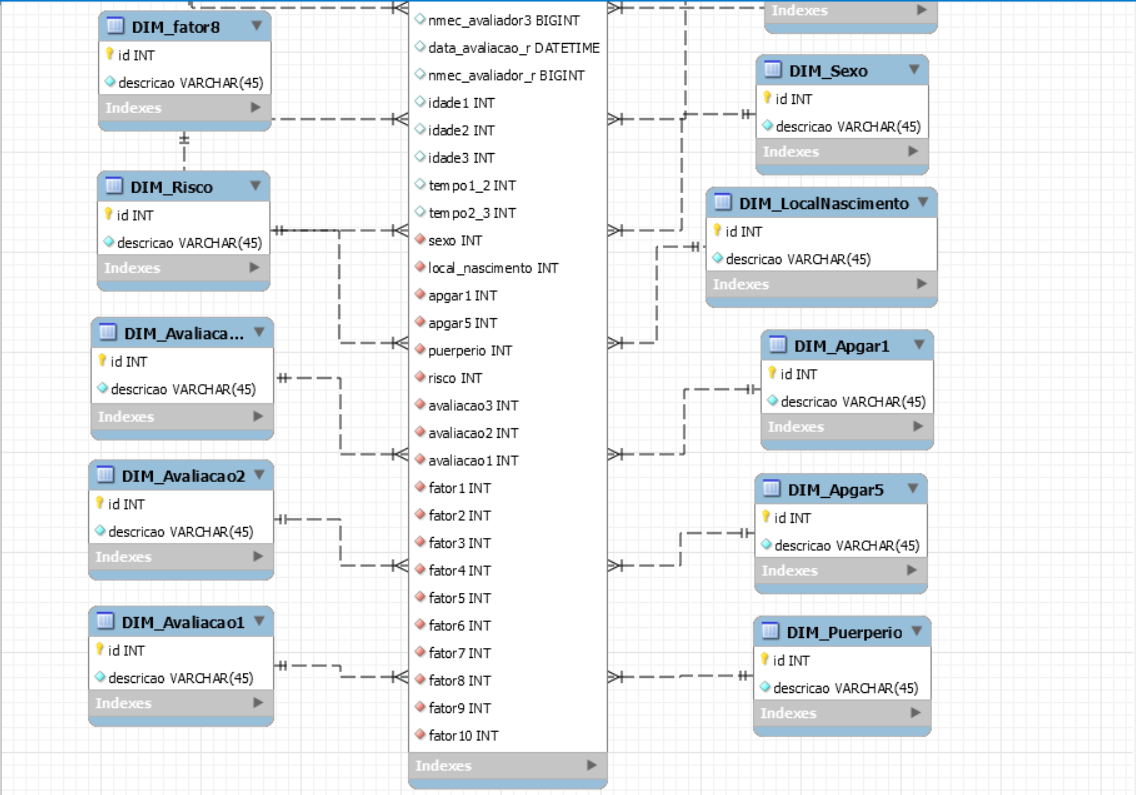 DIM_fator8
id INT
descricao VARCHAR(45)
Indexes
DIM_Risco
id INT
descricao VARCHAR(45)
Indexes
DIM_Avaliaca...
id INT
descricao VARCHAR(45)
Indexes
DIM_Avaliacao2
id INT
descricao VARCHAR(45)
Indexes
DIM_Avaliacao1
id INT
descricao VARCHAR(45)
Indexes
nmec_avaliador3 BIGINT
data_avaliacao_r DATETIME
nmec_avaliador_r BIGINT
idade1 INT
idade2 INT
idade3 INT
tempo1_2 INT
tempo2_3 INT
sexo INT
local_nascimento INT
apgar1 INT
apgar5 INT
puerperio INT
risco INT
avaliacao3 INT
avaliacao2 INT
avaliacao1 INT
fator1 INT
fator2 INT
fator3 INT
fator4 INT
fator5 INT
fator6 INT
fator7 INT
fator8 INT
fator9 INT
fator10 INT
Indexes
Indexes
DIM_Sexo
id INT
descricao VARCHAR(45)
Indexes
DIM_LocalNascimento
id INT
descricao VARCHAR(45)
Indexes
DIM_Apgar1
id INT
descricao VARCHAR(45)
Indexes
DIM_Apgar5
id INT
descricao VARCHAR(45)
Indexes
DIM_Puerperio
id INT
descricao VARCHAR(45)
Indexes